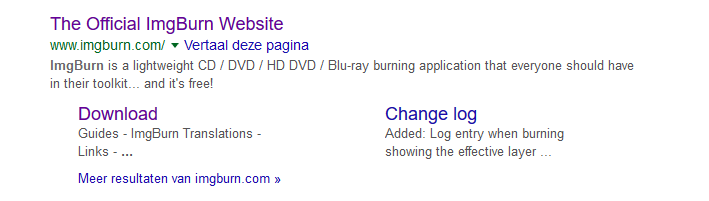 The Official ImgBurn Website
www.imgburn.com/ Vertaal deze pagina
ImgBurn is a lightweight CD / DVD / HD DVD / Blu-ray burning application that everyone should have
in their toolkit... and it's free!
Download
Guides - ImgBurn Translations -
Links - ...
Change log
Added: Log entry when burning
showing the effective layer ...
Meer resultaten van imgburn.com »